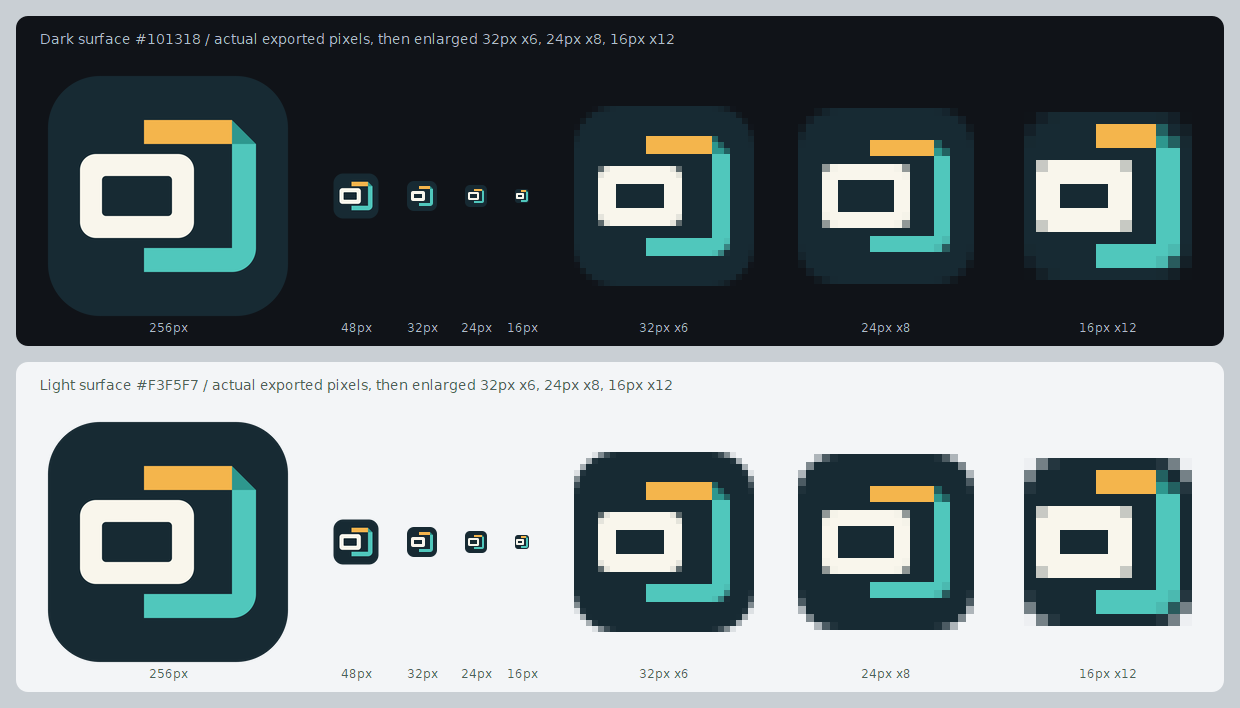 Dark surface #101318 / actual exported pixels, then enlarged 32px x6, 24px x8, 16px x12
256px 48px 32px 24px 16px 32px x6 24px x8 16px x12
Light surface #F3F5F7 / actual exported pixels, then enlarged 32px x6, 24px x8, 16px x12
256px 48px 32px 24px 16px 32px x6 24px x8 16px x12